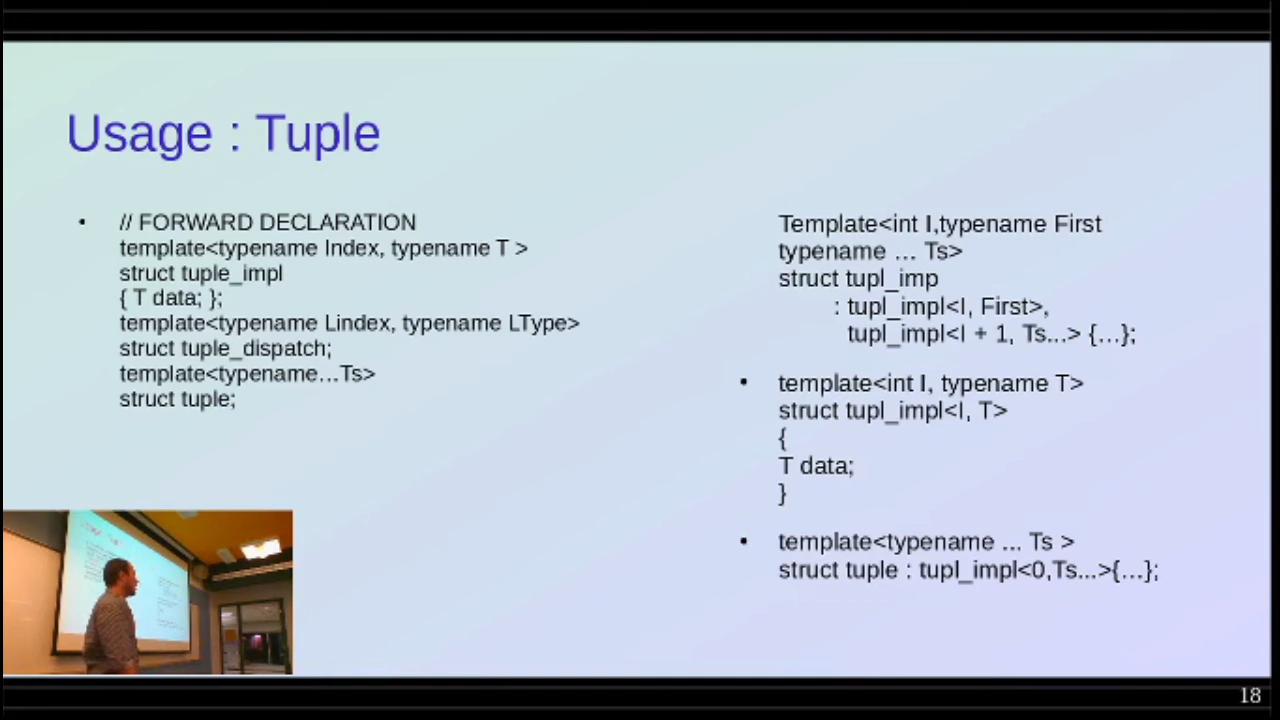 Usage : Tuple
• // FORWARD DECLARATION
template<typename Index, typename T >
struct tuple_impl
{ T data; };
template<typename Lindex, typename LType>
struct tuple_dispatch;
template<typename…Ts>
struct tuple;
Template<int I,typename First
typename … Ts>
struct tupl_imp
: tupl_impl<I, First>,
tupl_impl<I + 1, Ts...> {…};
• template<int I, typename T>
struct tupl_impl<I, T>
{
T data;
}
• template<typename ... Ts >
struct tuple : tupl_impl<0,Ts...>{…};
18